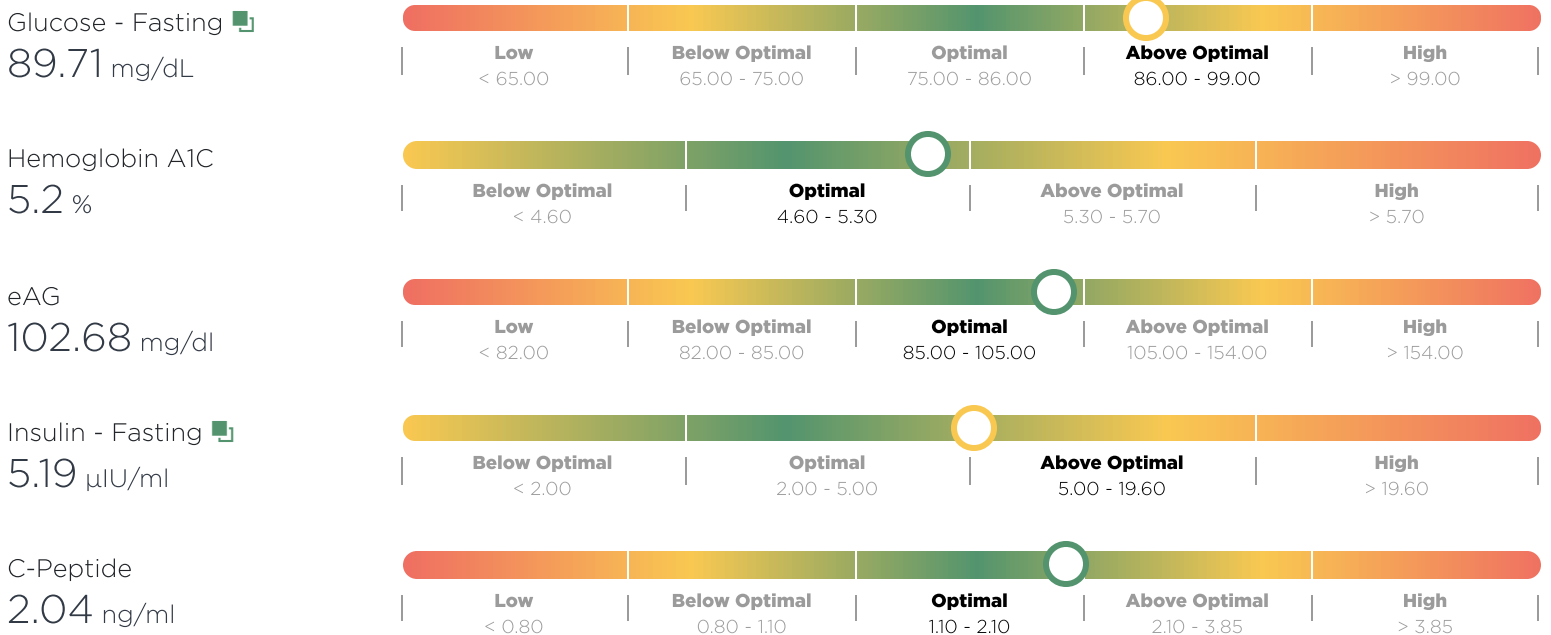 Glucose - Fasting
89.71 mg/dL
Low Below Optimal Optimal Above Optimal High
< 65.00 65.00 - 75.00 75.00 - 86.00 86.00 - 99.00 > 99.00
Hemoglobin A1C
5.2 %
Below Optimal Optimal Above Optimal High
< 4.60 4.60 - 5.30 5.30 - 5.70 > 5.70
eAG
102.68 mg/dl
Low Below Optimal Optimal Above Optimal High
< 82.00 82.00 - 85.00 85.00 - 105.00 105.00 - 154.00 > 154.00
Insulin - Fasting
5.19 µIU/ml
Below Optimal Optimal Above Optimal High
< 2.00 2.00 - 5.00 5.00 - 19.60 > 19.60
C-Peptide
2.04 ng/ml
Low Below Optimal Optimal Above Optimal High
< 0.80 0.80 - 1.10 1.10 - 2.10 2.10 - 3.85 > 3.85